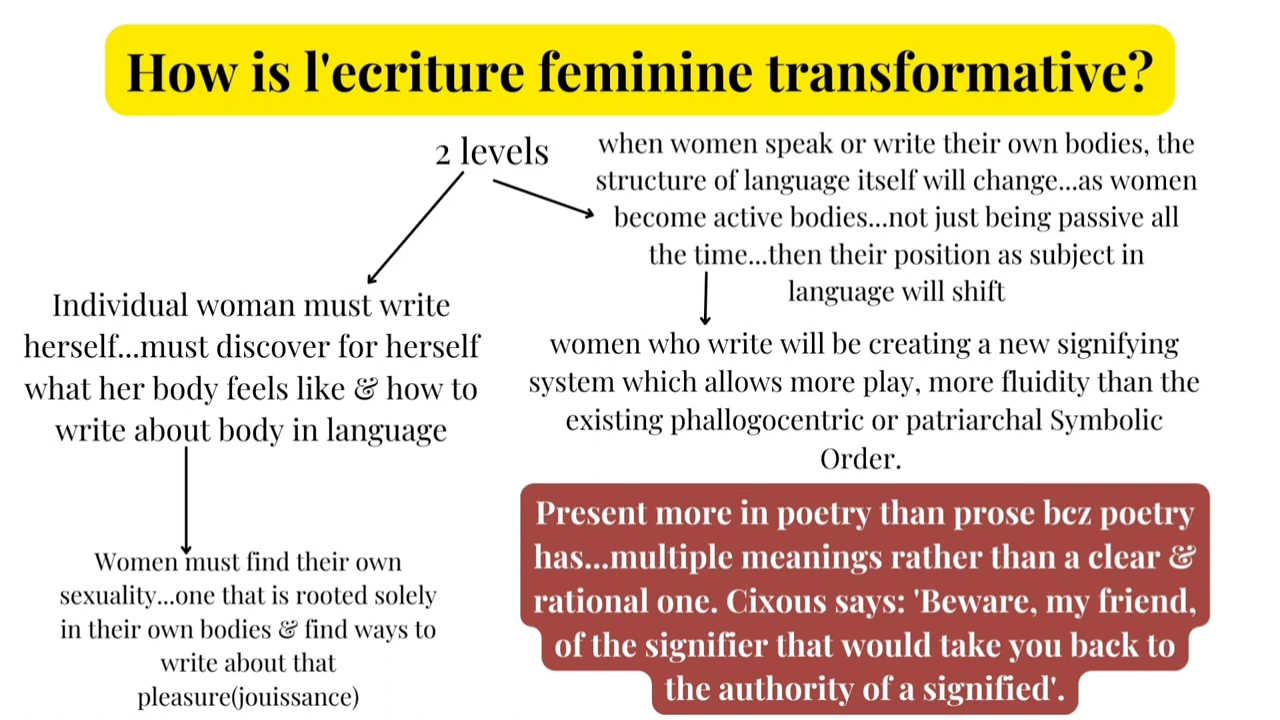 How is l'ecriture feminine transformative?
2 levels
when women speak or write their own bodies, the
structure of language itself will change...as women
become active bodies...not just being passive all
the time...then their position as subject in
language will shift
Individual woman must write
herself...must discover for herself
what her body feels like & how to
write about body in language
women who write will be creating a new signifying
system which allows more play, more fluidity than the
existing phallogocentric or patriarchal Symbolic
Order.
Women must find their own
sexuality...one that is rooted solely
in their own bodies & find ways to
write about that
pleasure(jouissance)
Present more in poetry than prose bcz poetry
has...multiple meanings rather than a clear &
rational one. Cixous says: 'Beware, my friend,
of the signifier that would take you back to
the authority of a signified'.